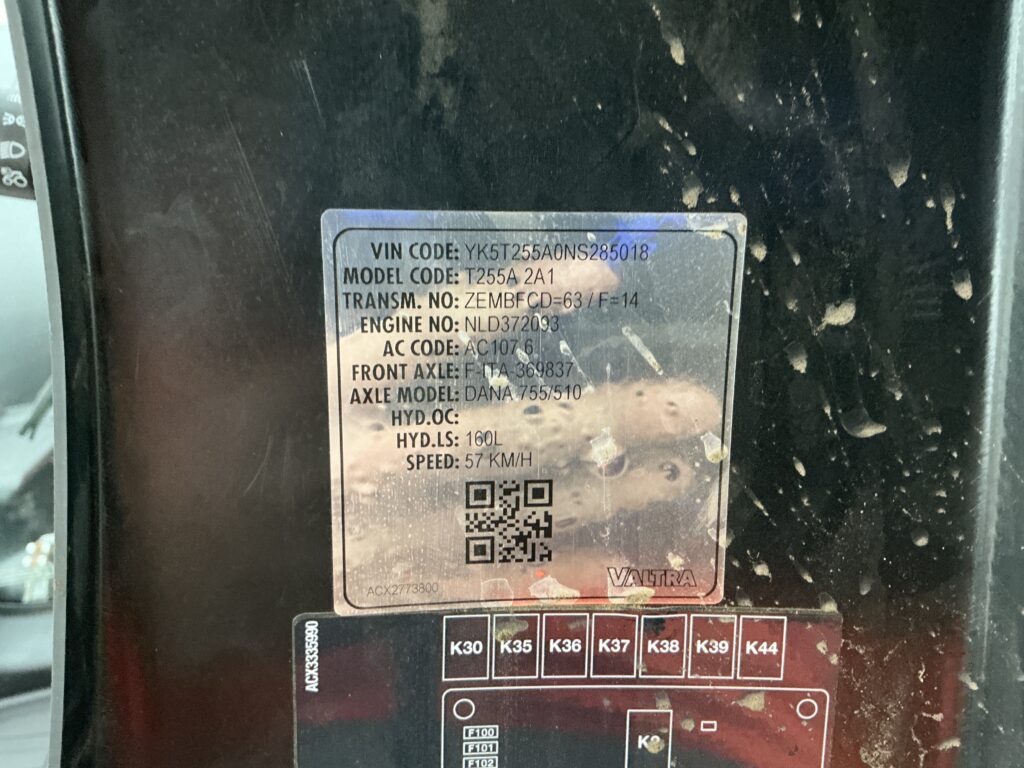 VIN CODE: YK5T255A0NS285018
MODEL CODE: T255A 2A1
TRANSM. NO: ZEMBFCD=63 / F=14
ENGINE NO: NLD372093
AC CODE: AC107.6
FRONT AXLE: F-ITA-369837
AXLE MODEL: DANA 755/510
HYD.OC:
HYD.LS: 160L
SPEED: 57 KM/H
ACX2773800
VALTRA
ACX3335990
K30 K35 K36 K37 K38 K39 K44
F100
F101
F102